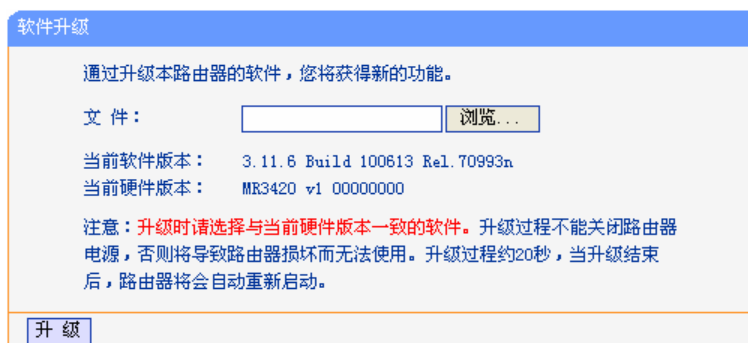 软件升级
通过升级本路由器的软件，您将获得新的功能。
文 件： 浏览...
当前软件版本： 3.11.6 Build 100613 Rel.70993n
当前硬件版本： MR3420 v1 00000000
注意：升级时请选择与当前硬件版本一致的软件。升级过程不能关闭路由器
电源，否则将导致路由器损坏而无法使用。升级过程约20秒，当升级结束
后，路由器将会自动重新启动。
升 级